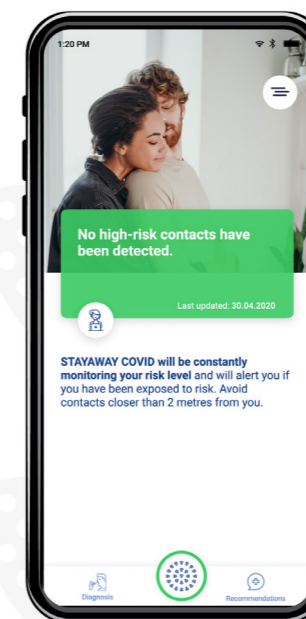 1:20 PM
No high-risk contacts have
been detected.
Last updated: 30.04.2020
STAYAWAY COVID will be constantly
monitoring your risk level and will alert you if
you have been exposed to risk. Avoid
contacts closer than 2 metres from you.
Diagnosis
Recommendations